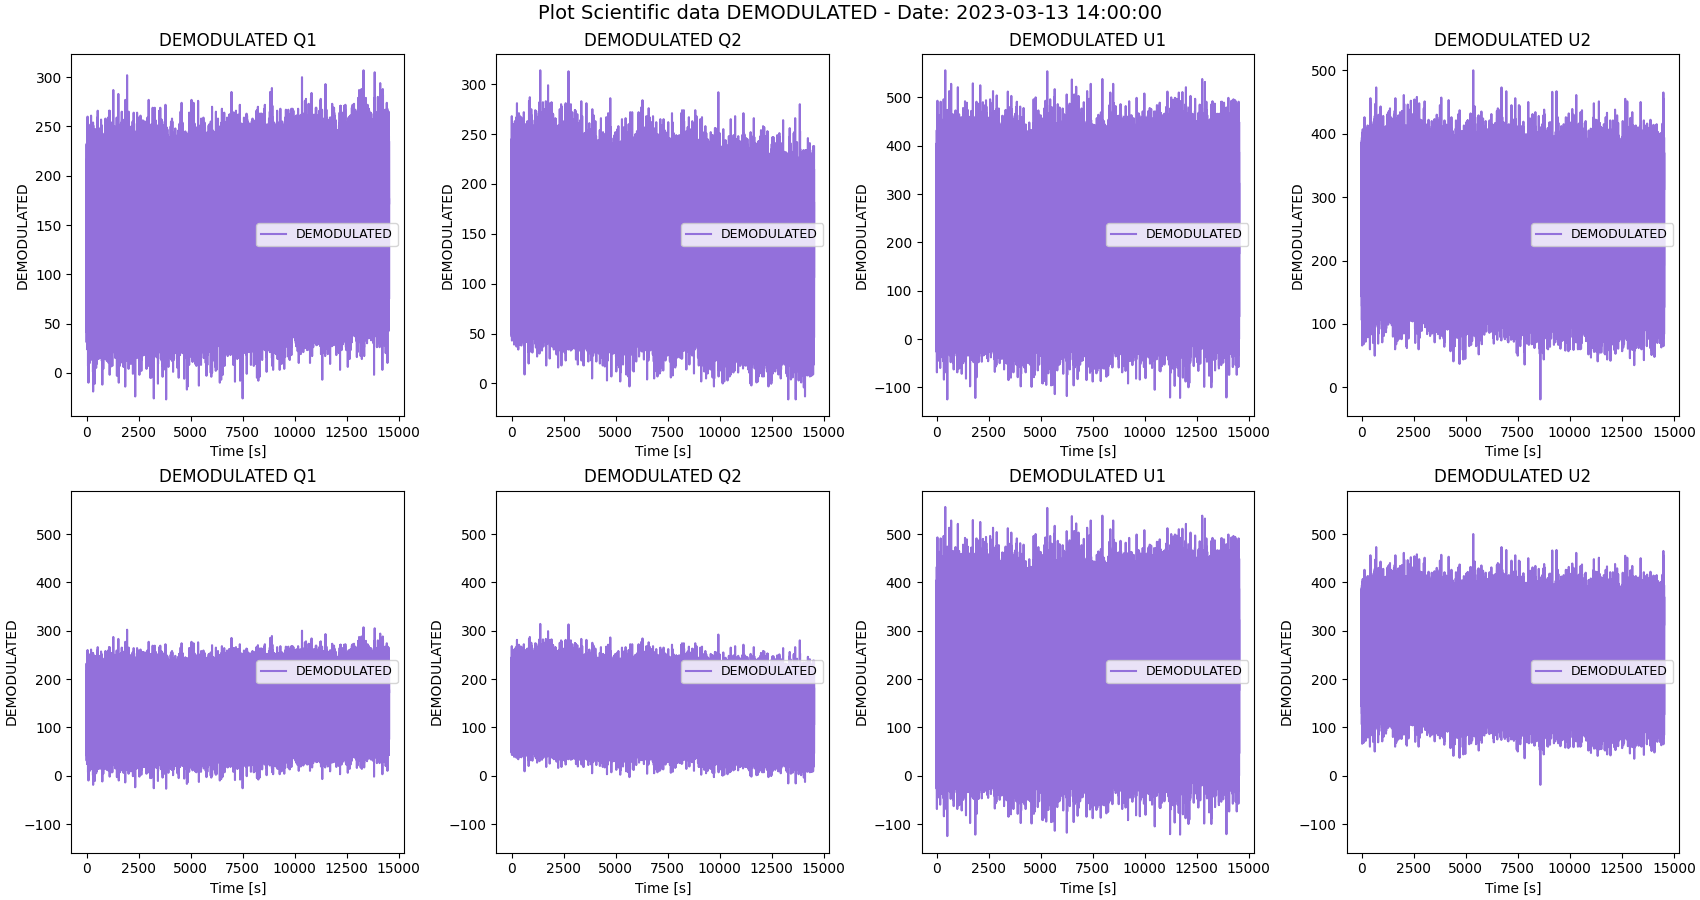 Plot Scientific data DEMODULATED - Date: 2023-03-13 14:00:00
DEMODULATED Q1
DEMODULATED
300
250
200
150
100
50
0
DEMODULATED
0 2500 5000 7500 10000 12500 15000
Time [s]
DEMODULATED Q2
DEMODULATED
300
250
200
150
100
50
0
DEMODULATED
0 2500 5000 7500 10000 12500 15000
Time [s]
DEMODULATED U1
DEMODULATED
500
400
300
200
100
0
−100
DEMODULATED
0 2500 5000 7500 10000 12500 15000
Time [s]
DEMODULATED U2
DEMODULATED
500
400
300
200
100
0
DEMODULATED
0 2500 5000 7500 10000 12500 15000
Time [s]
DEMODULATED Q1
DEMODULATED
500
400
300
200
100
0
−100
DEMODULATED
0 2500 5000 7500 10000 12500 15000
Time [s]
DEMODULATED Q2
DEMODULATED
500
400
300
200
100
0
−100
DEMODULATED
0 2500 5000 7500 10000 12500 15000
Time [s]
DEMODULATED U1
DEMODULATED
500
400
300
200
100
0
−100
DEMODULATED
0 2500 5000 7500 10000 12500 15000
Time [s]
DEMODULATED U2
DEMODULATED
500
400
300
200
100
0
−100
DEMODULATED
0 2500 5000 7500 10000 12500 15000
Time [s]